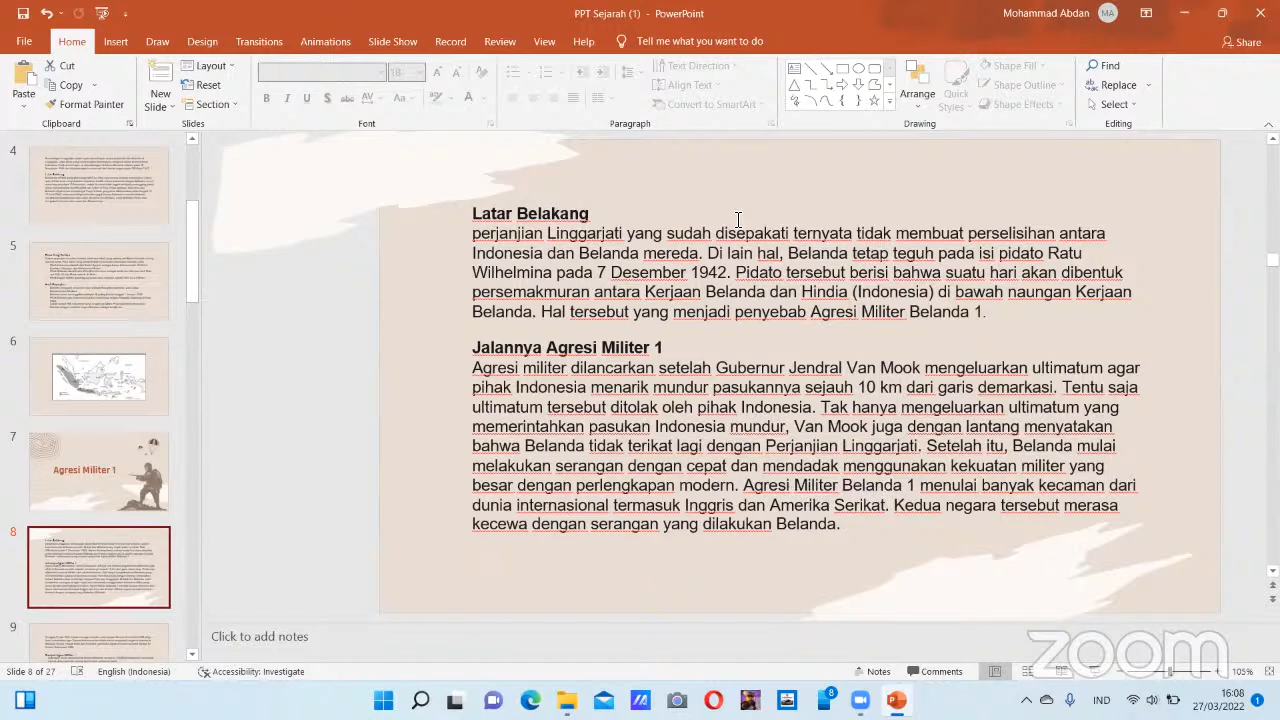 PPT Sejarah (1) - PowerPoint
Mohammad Abdan
MA
File
Home
Insert
Draw
Design
Transitions
Animations
Slide Show
Record
Review
View
Help
Tell me what you want to do
Share
Paste
Cut
Copy
Format Painter
Clipboard
New Slide
Layout
Reset
Section
Slides
18
Font
Text Direction
Align Text
Convert to SmartArt
Paragraph
Arrange
Quick Styles
Shape Fill
Shape Outline
Shape Effects
Drawing
Find
Replace
Select
Editing
4
7
Agresi Militer 1
8
9
Latar Belakang
perjanjian Linggarjati yang sudah disepakati ternyata tidak membuat perselisihan antara
Indonesia dan Belanda mereda. Di lain hal, Belanda tetap teguh pada isi pidato Ratu
Wilhelmina pada 7 Desember 1942. Pidato tersebut berisi bahwa suatu hari akan dibentuk
persemakmuran antara Kerjaan Belanda dan Hindia (Indonesia) di bawah naungan Kerjaan
Belanda. Hal tersebut yang menjadi penyebab Agresi Militer Belanda 1.
Jalannya Agresi Militer 1
Agresi militer dilancarkan setelah Gubernur Jendral Van Mook mengeluarkan ultimatum agar
pihak Indonesia menarik mundur pasukannya sejauh 10 km dari garis demarkasi. Tentu saja
ultimatum tersebut ditolak oleh pihak Indonesia. Tak hanya mengeluarkan ultimatum yang
memerintahkan pasukan Indonesia mundur, Van Mook juga dengan lantang menyatakan
bahwa Belanda tidak terikat lagi dengan Perjanjian Linggarjati. Setelah itu, Belanda mulai
melakukan serangan dengan cepat dan mendadak menggunakan kekuatan militer yang
besar dengan perlengkapan modern. Agresi Militer Belanda 1 menulai banyak kecaman dari
dunia internasional termasuk Inggris dan Amerika Serikat. Kedua negara tersebut merasa
kecewa dengan serangan yang dilakukan Belanda.
Click to add notes
zoom
Slide 8 of 27
English (Indonesia)
Accessibility: Investigate
Notes
Comments
105%
8
IND
16:08
27/03/2022